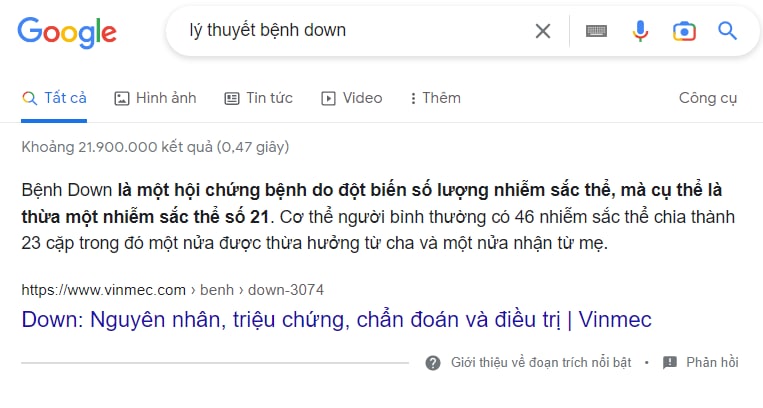 Google
lý thuyết bệnh down
Tất cả Hình ảnh Tin tức Video Thêm Công cụ
Khoảng 21.900.000 kết quả (0,47 giây)
Bệnh Down là một hội chứng bệnh do đột biến số lượng nhiễm sắc thể, mà cụ thể là
thừa một nhiễm sắc thể số 21. Cơ thể người bình thường có 46 nhiễm sắc thể chia thành
23 cặp trong đó một nửa được thừa hưởng từ cha và một nửa nhận từ mẹ.
https://www.vinmec.com › benh › down-3074
Down: Nguyên nhân, triệu chứng, chẩn đoán và điều trị | Vinmec
Giới thiệu về đoạn trích nổi bật • Phản hồi